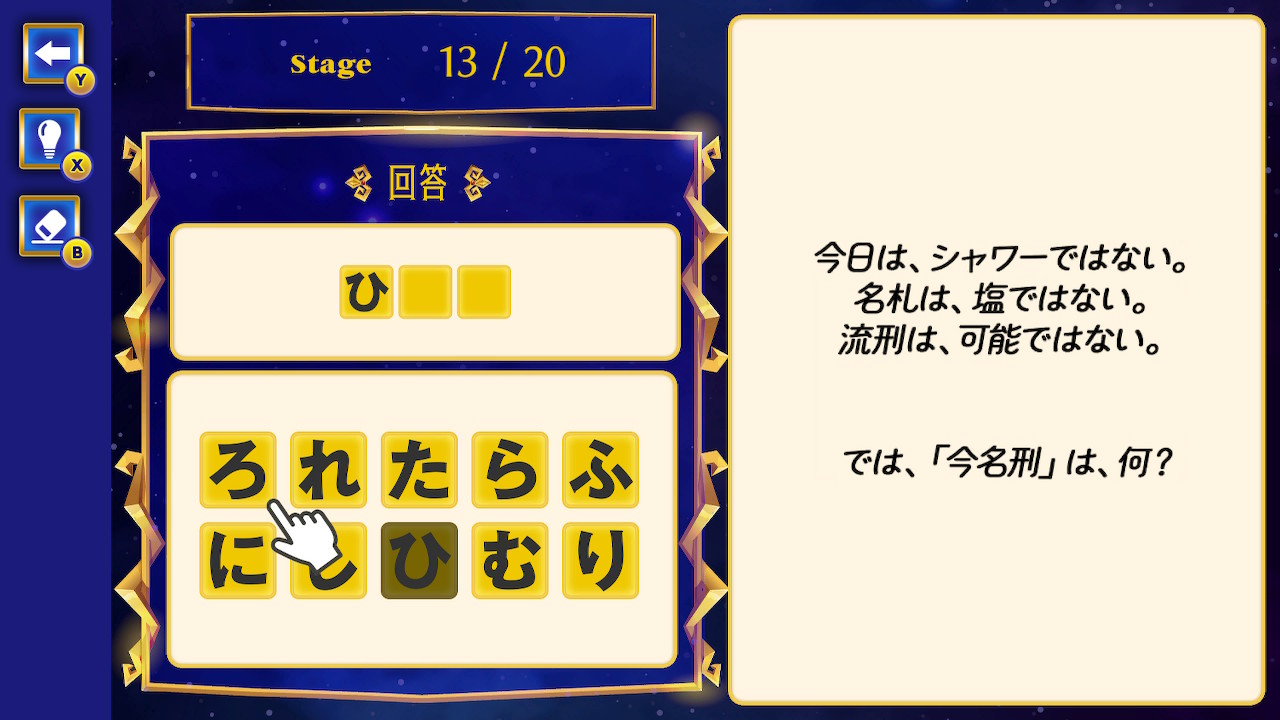 Y
X
B
Stage 13 / 20
回答
ひ
ろれたらふ
にしひむり
今日は、シャワーではない。
名札は、塩ではない。
流刑は、可能ではない。
では、「今名刑」は、何？